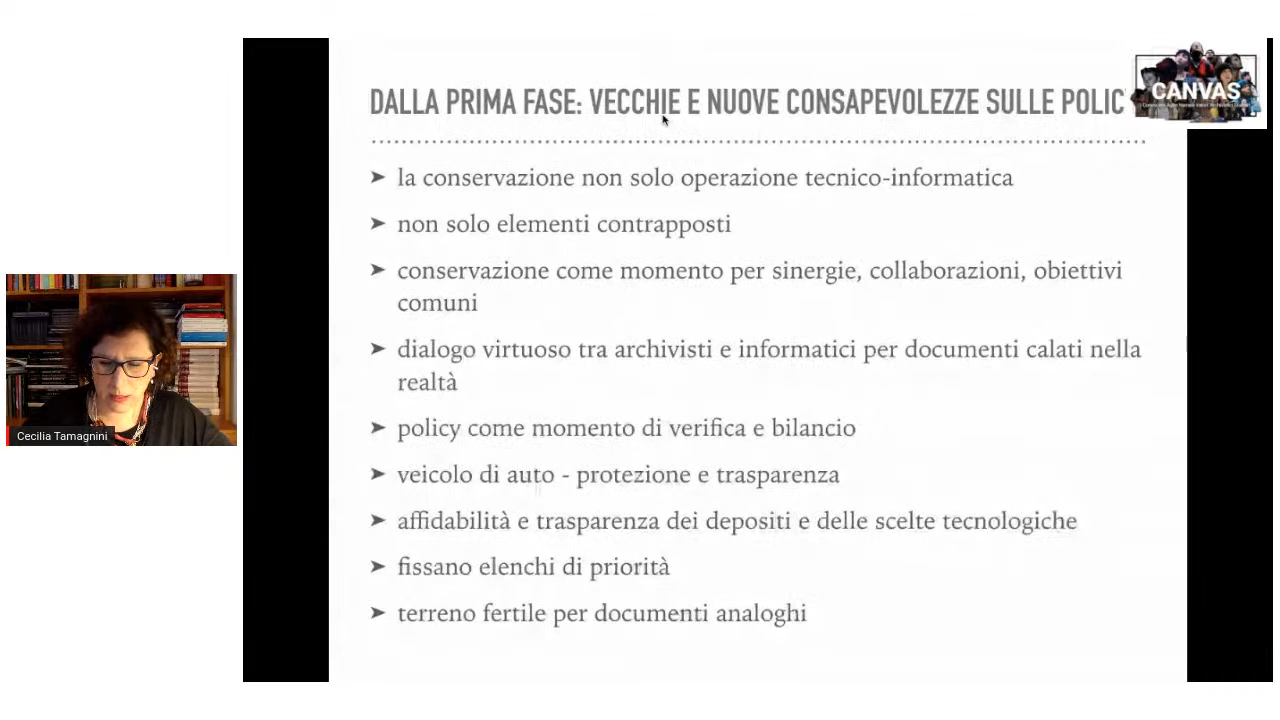 DALLA PRIMA FASE: VECCHIE E NUOVE CONSAPEVOLEZZE SULLE POLIC
CANVAS
➤ la conservazione non solo operazione tecnico-informatica
➤ non solo elementi contrapposti
➤ conservazione come momento per sinergie, collaborazioni, obiettivi
comuni
➤ dialogo virtuoso tra archivisti e informatici per documenti calati nella
realtà
➤ policy come momento di verifica e bilancio
➤ veicolo di auto - protezione e trasparenza
➤ affidabilità e trasparenza dei depositi e delle scelte tecnologiche
➤ fissano elenchi di priorità
➤ terreno fertile per documenti analoghi
Cecilia Tamagnini